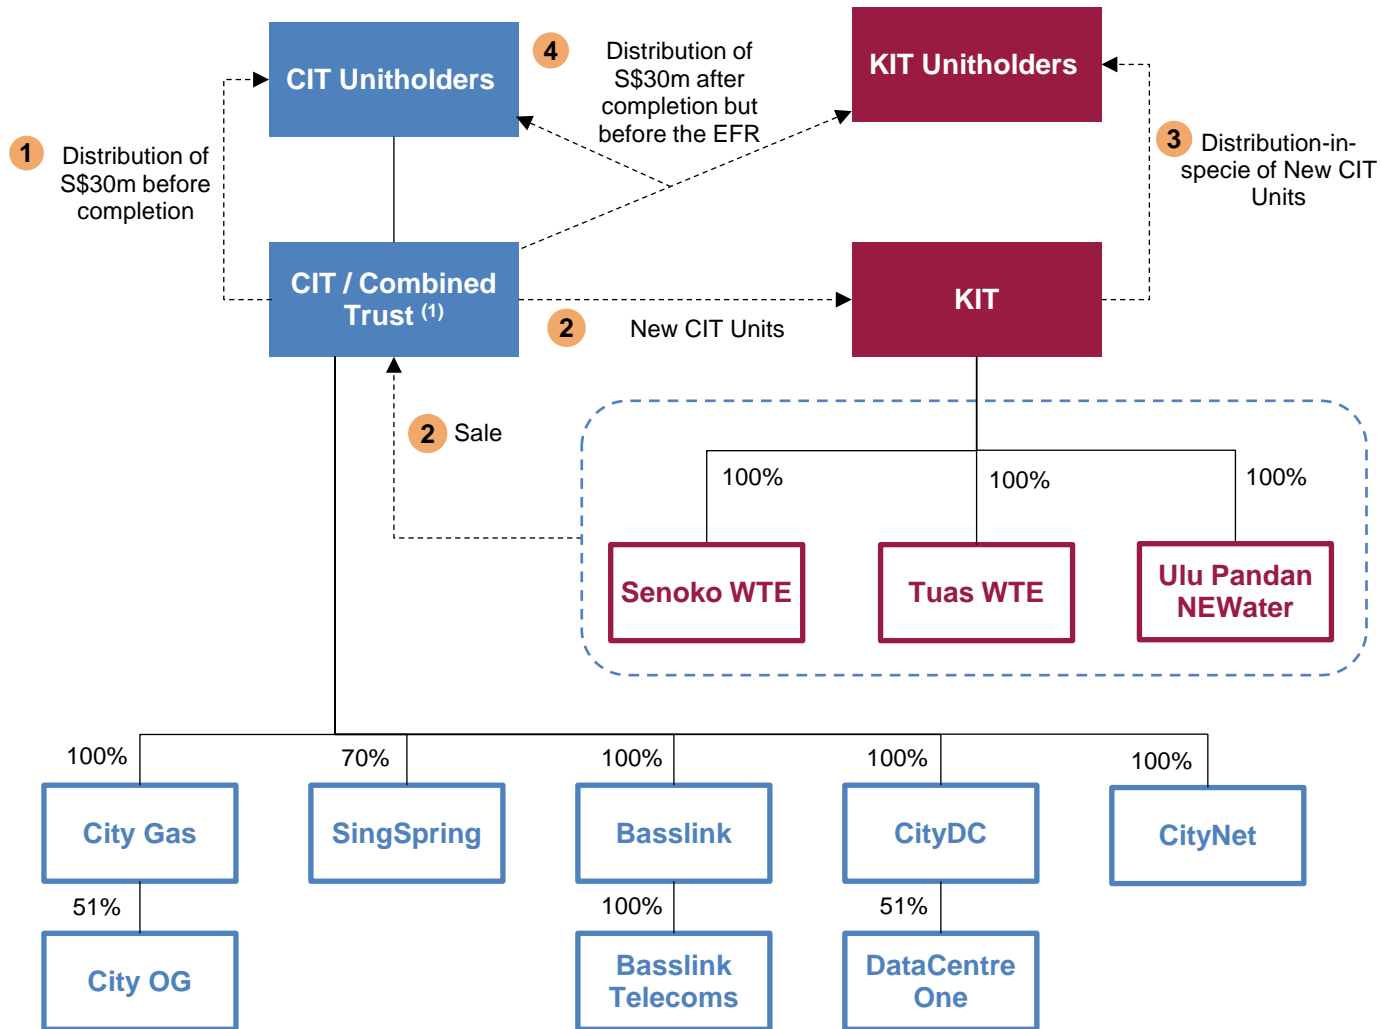 CIT Unitholders
4
Distribution of
S$30m after
completion but
before the EFR
KIT Unitholders
1
Distribution of
S$30m before
completion
3
Distribution-in-
specie of New CIT
Units
CIT / Combined
Trust (1)
2
New CIT Units
KIT
2
Sale
100%
100%
100%
Senoko WTE
Tuas WTE
Ulu Pandan
NEWater
100%
70%
100%
100%
100%
City Gas
SingSpring
Basslink
CityDC
CityNet
51%
100%
51%
City OG
Basslink
Telecoms
DataCentre
One